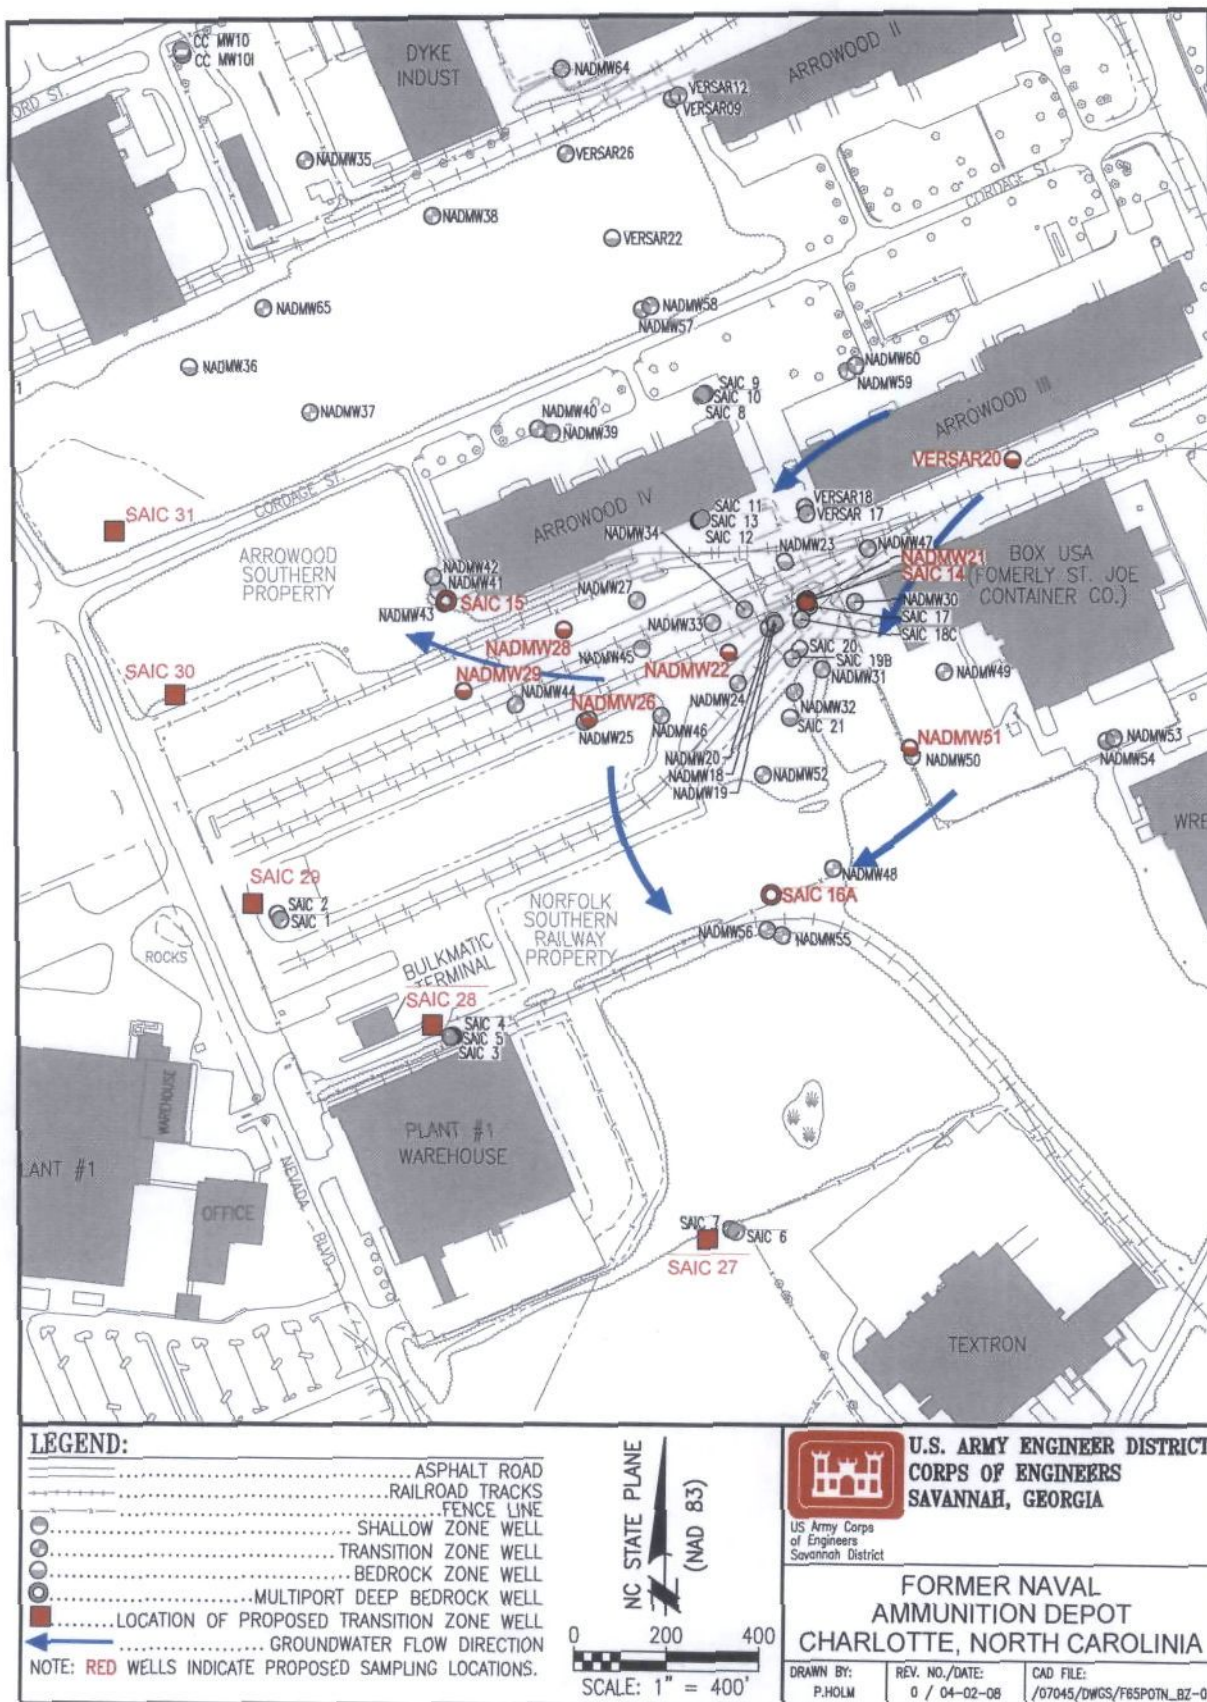 CC MW10
CC MW10I
DYKE
INDUST
NADMW64
ARROWOOD II
VERSAR12
VERSAR09
ORD ST.
NADMW35
VERSAR26
NADMW38
CORDAGE ST.
VERSAR22
NADMW65
NADMW58
NADMW57
NADMW36
NADMW60
NADMW59
NADMW37
SAIC 9
SAIC 10
SAIC 8
NADMW40
NADMW39
ARROWOOD III
VERSAR20
CORDAGE ST.
SAIC 31
ARROWOOD IV
SAIC 11
SAIC 13
SAIC 12
VERSAR18
VERSAR 17
NADMW34
NADMW47
NADMW23
NADMW21
SAIC 14
BOX USA
(FOMERLY ST. JOE
CONTAINER CO.)
ARROWOOD
SOUTHERN
PROPERTY
NADMW42
NADMW41
NADMW43
SAIC 15
NADMW27
NADMW30
SAIC 17
SAIC 18C
NADMW33
NADMW28
NADMW45
NADMW22
SAIC 20
SAIC 19B
NADMW31
NADMW49
SAIC 30
NADMW29
NADMW44
NADMW24
NADMW32
NADMW26
NADMW25
NADMW46
SAIC 21
NADMW51
NADMW50
NADMW53
NADMW54
NADMW20
NADMW18
NADMW19
NADMW52
WRE
NADMW48
SAIC 29
SAIC 2
SAIC 1
SAIC 16A
NORFOLK
SOUTHERN
RAILWAY
PROPERTY
NADMW56
NADMW55
ROCKS
BULKMATIC
TERMINAL
SAIC 28
SAIC 4
SAIC 5
SAIC 3
WAREHOUSE
PLANT #1
WAREHOUSE
LANT #1
NEVADA
BLVD.
OFFICE
SAIC 7
SAIC 6
SAIC 27
TEXTRON
LEGEND:
ASPHALT ROAD
RAILROAD TRACKS
FENCE LINE
SHALLOW ZONE WELL
TRANSITION ZONE WELL
BEDROCK ZONE WELL
MULTIPORT DEEP BEDROCK WELL
LOCATION OF PROPOSED TRANSITION ZONE WELL
GROUNDWATER FLOW DIRECTION
NOTE: RED WELLS INDICATE PROPOSED SAMPLING LOCATIONS.
NC STATE PLANE
(NAD 83)
0 200 400
SCALE: 1" = 400'
U.S. ARMY ENGINEER DISTRICT
CORPS OF ENGINEERS
SAVANNAH, GEORGIA
US Army Corps
of Engineers
Savannah District
FORMER NAVAL
AMMUNITION DEPOT
CHARLOTTE, NORTH CAROLINA
DRAWN BY:
P.HOLM
REV. NO./DATE:
0 / 04-02-08
CAD FILE:
/07045/DWGS/F65POTN_BZ-0